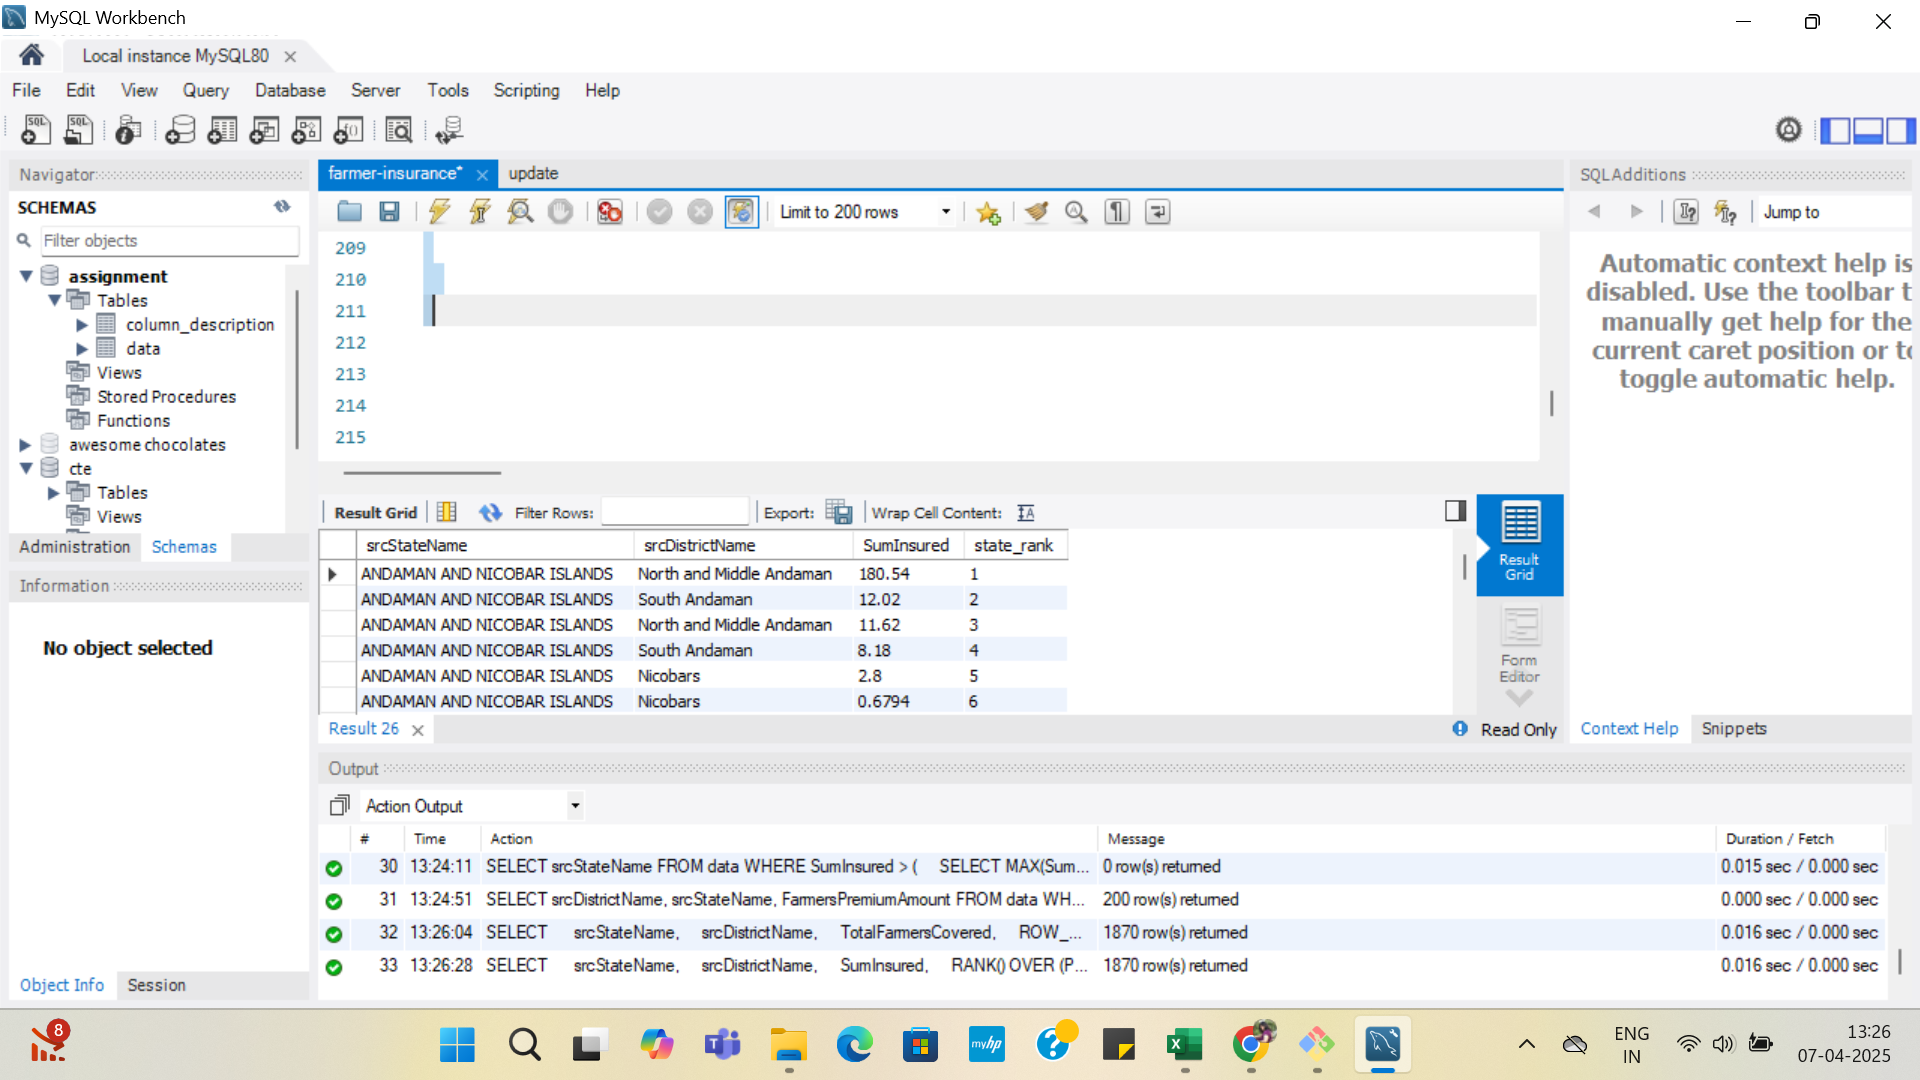 MySQL Workbench
Local instance MySQL80
File Edit View Query Database Server Tools Scripting Help
SQL SQL
Navigator
SCHEMAS
Filter objects
assignment
Tables
column_description
data
Views
Stored Procedures
Functions
awesome chocolates
cte
Tables
Views
Administration Schemas
Information
No object selected
Object Info Session
farmer-insurance* update
Limit to 200 rows
209
210
211
212
213
214
215
Result Grid Filter Rows: Export: Wrap Cell Content:
srcStateName srcDistrictName SumInsured state_rank
ANDAMAN AND NICOBAR ISLANDS North and Middle Andaman 180.54 1
ANDAMAN AND NICOBAR ISLANDS South Andaman 12.02 2
ANDAMAN AND NICOBAR ISLANDS North and Middle Andaman 11.62 3
ANDAMAN AND NICOBAR ISLANDS South Andaman 8.18 4
ANDAMAN AND NICOBAR ISLANDS Nicobars 2.8 5
ANDAMAN AND NICOBAR ISLANDS Nicobars 0.6794 6
Result 26
Result Grid
Form Editor
Read Only
SQLAdditions
Jump to
Automatic context help is
disabled. Use the toolbar t
manually get help for the
current caret position or to
toggle automatic help.
Context Help Snippets
Output
Action Output
# Time Action Message Duration / Fetch
30 13:24:11 SELECT srcStateName FROM data WHERE SumInsured > ( SELECT MAX(Sum... 0 row(s) returned 0.015 sec / 0.000 sec
31 13:24:51 SELECT srcDistrictName, srcStateName, FarmersPremiumAmount FROM data WH... 200 row(s) returned 0.000 sec / 0.000 sec
32 13:26:04 SELECT srcStateName, srcDistrictName, TotalFarmersCovered, ROW_... 1870 row(s) returned 0.016 sec / 0.000 sec
33 13:26:28 SELECT srcStateName, srcDistrictName, SumInsured, RANK() OVER (P... 1870 row(s) returned 0.016 sec / 0.000 sec
8
myhp
ENG
IN
13:26
07-04-2025